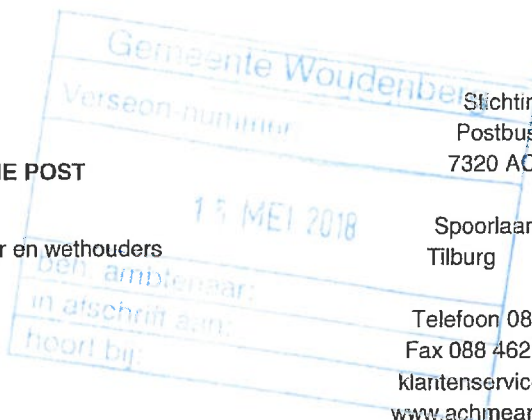 Gemeente Woudenberg
Verseon-nummer
15 MEI 2018
beh. ambtenaar:
in afschrift aan:
hoort bij:
IE POST
r en wethouders
Stichtin
Postbus
7320 AC
Spoorlaan
Tilburg
Telefoon 08
Fax 088 462
klantenservic
www.achmear